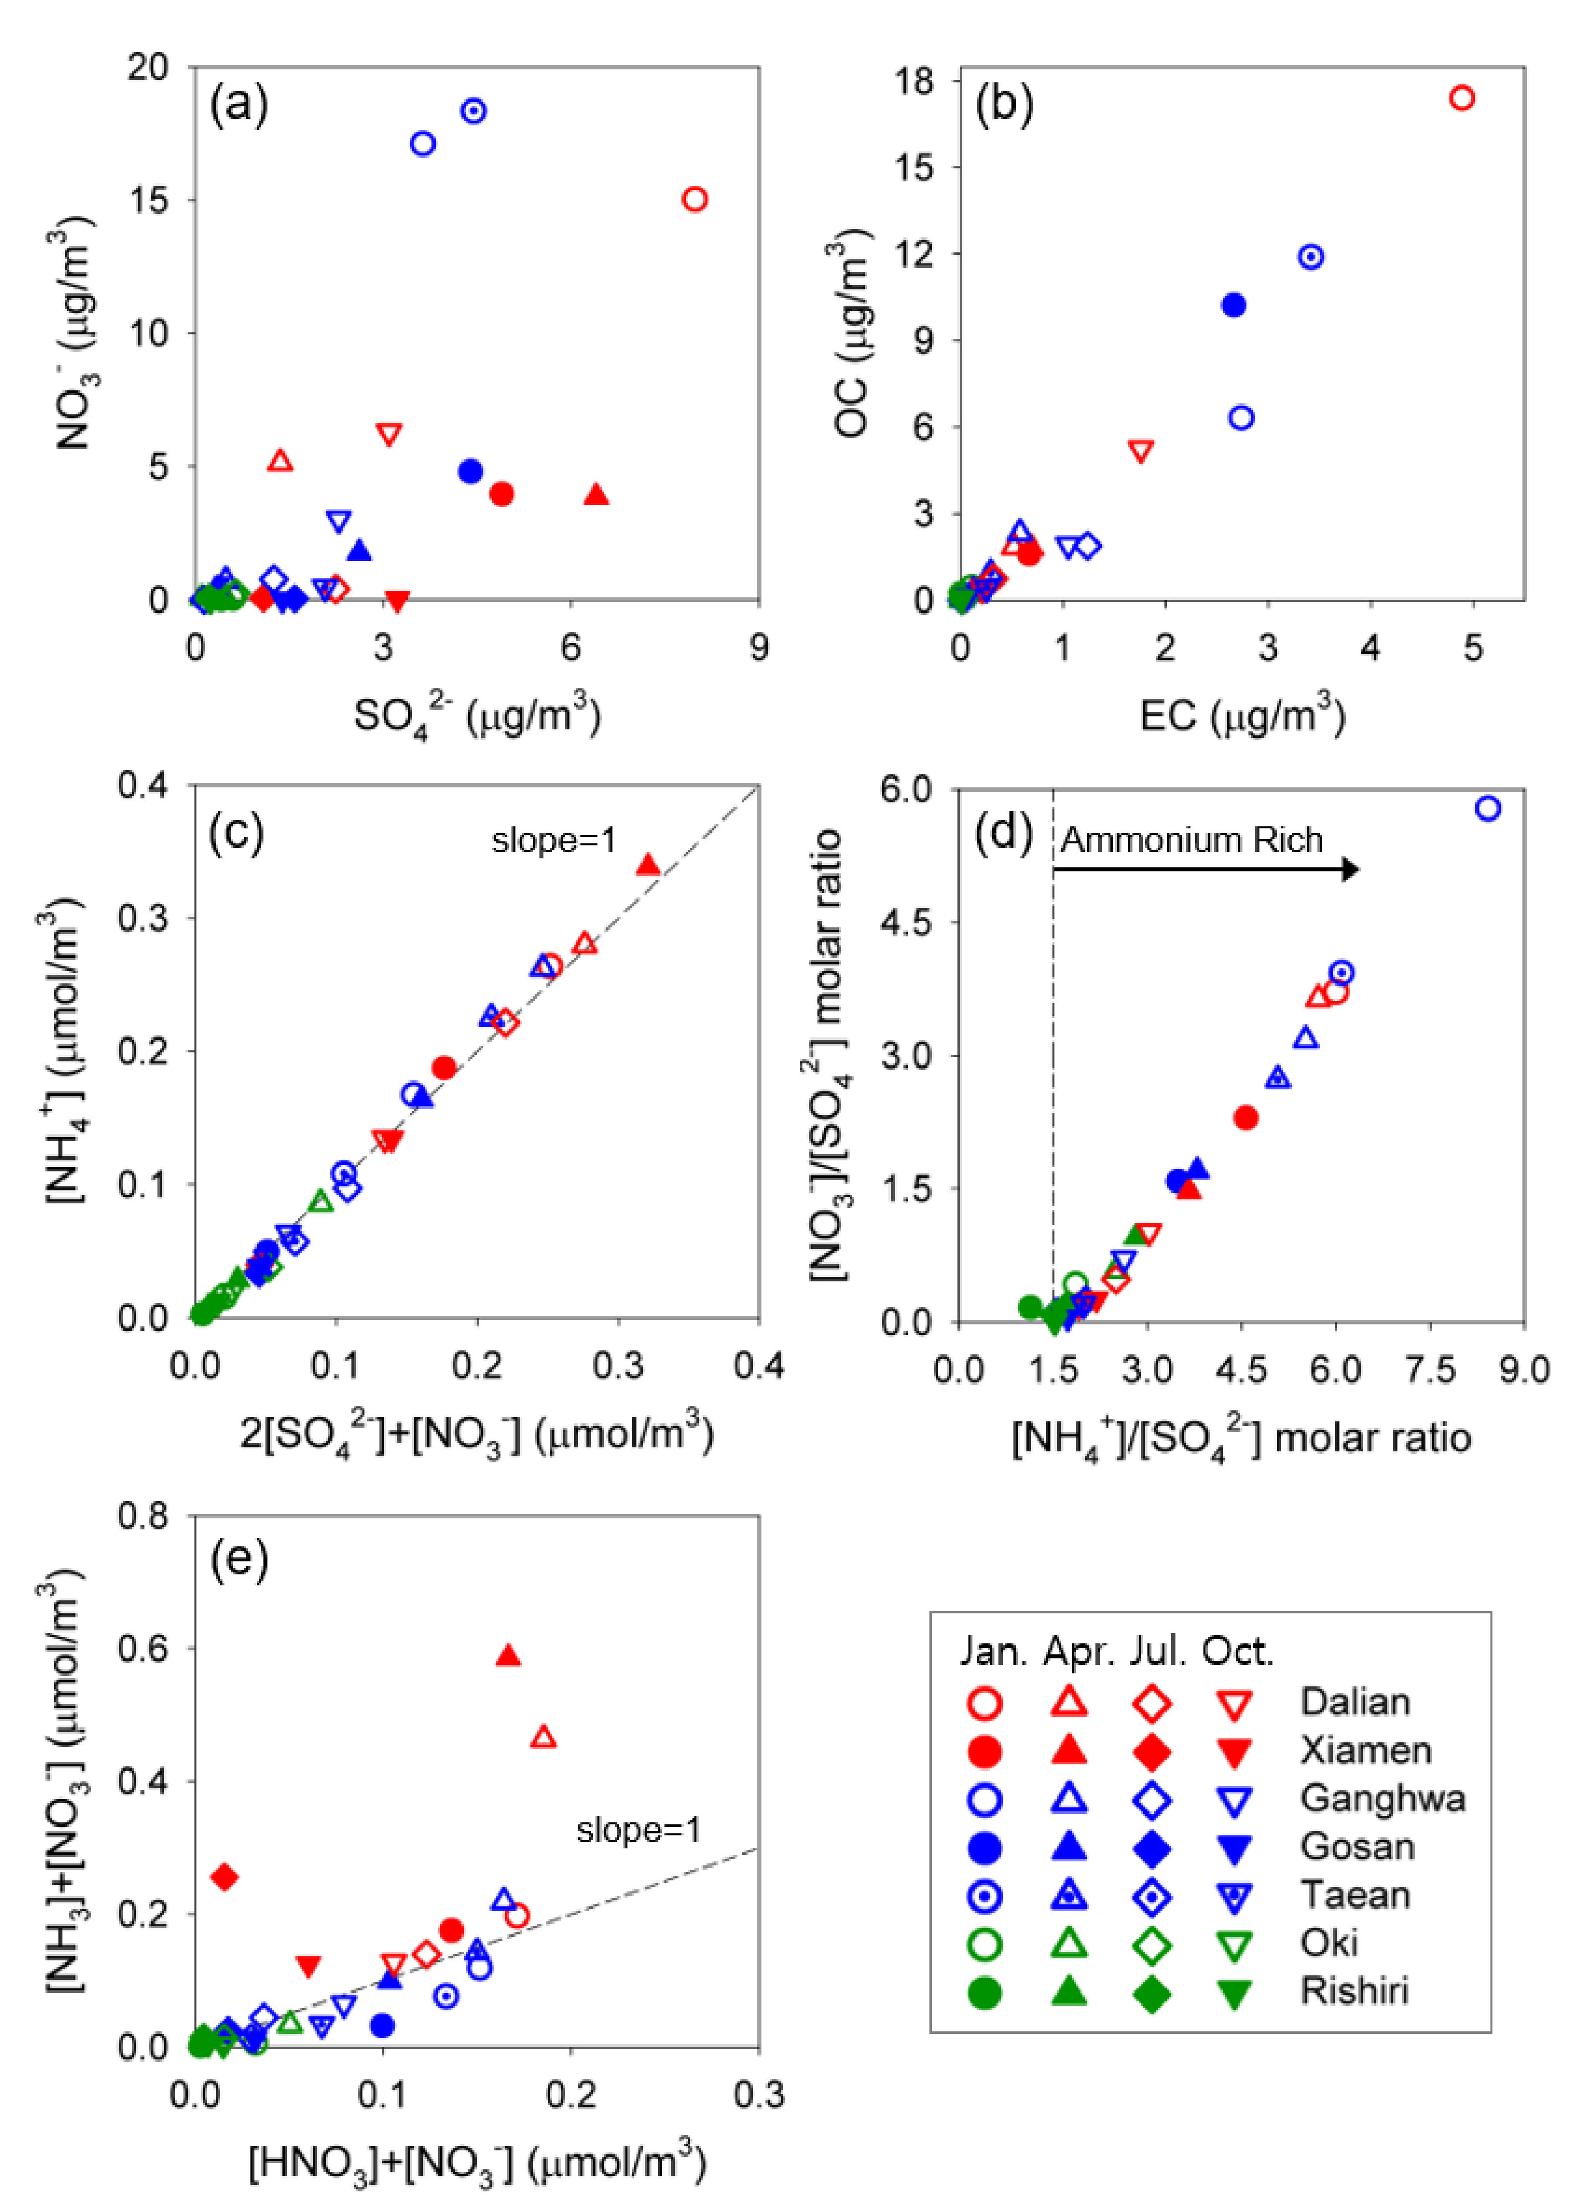 (a)
20
15
10
5
0
NO₃⁻ (μg/m³)
0 3 6 9
SO₄²⁻ (μg/m³)
(b)
18
15
12
9
6
3
0
OC (μg/m³)
0 1 2 3 4 5
EC (μg/m³)
(c)
slope=1
0.4
0.3
0.2
0.1
0.0
[NH₄⁺] (μmol/m³)
0.0 0.1 0.2 0.3 0.4
2[SO₄²⁻]+[NO₃⁻] (μmol/m³)
(d)
Ammonium Rich
6.0
4.5
3.0
1.5
0.0
[NO₃⁻]/[SO₄²⁻] molar ratio
0.0 1.5 3.0 4.5 6.0 7.5 9.0
[NH₄⁺]/[SO₄²⁻] molar ratio
(e)
slope=1
0.8
0.6
0.4
0.2
0.0
[NH₃]+[NO₃⁻] (μmol/m³)
0.0 0.1 0.2 0.3
[HNO₃]+[NO₃⁻] (μmol/m³)
Jan. Apr. Jul. Oct.
Dalian
Xiamen
Ganghwa
Gosan
Taean
Oki
Rishiri